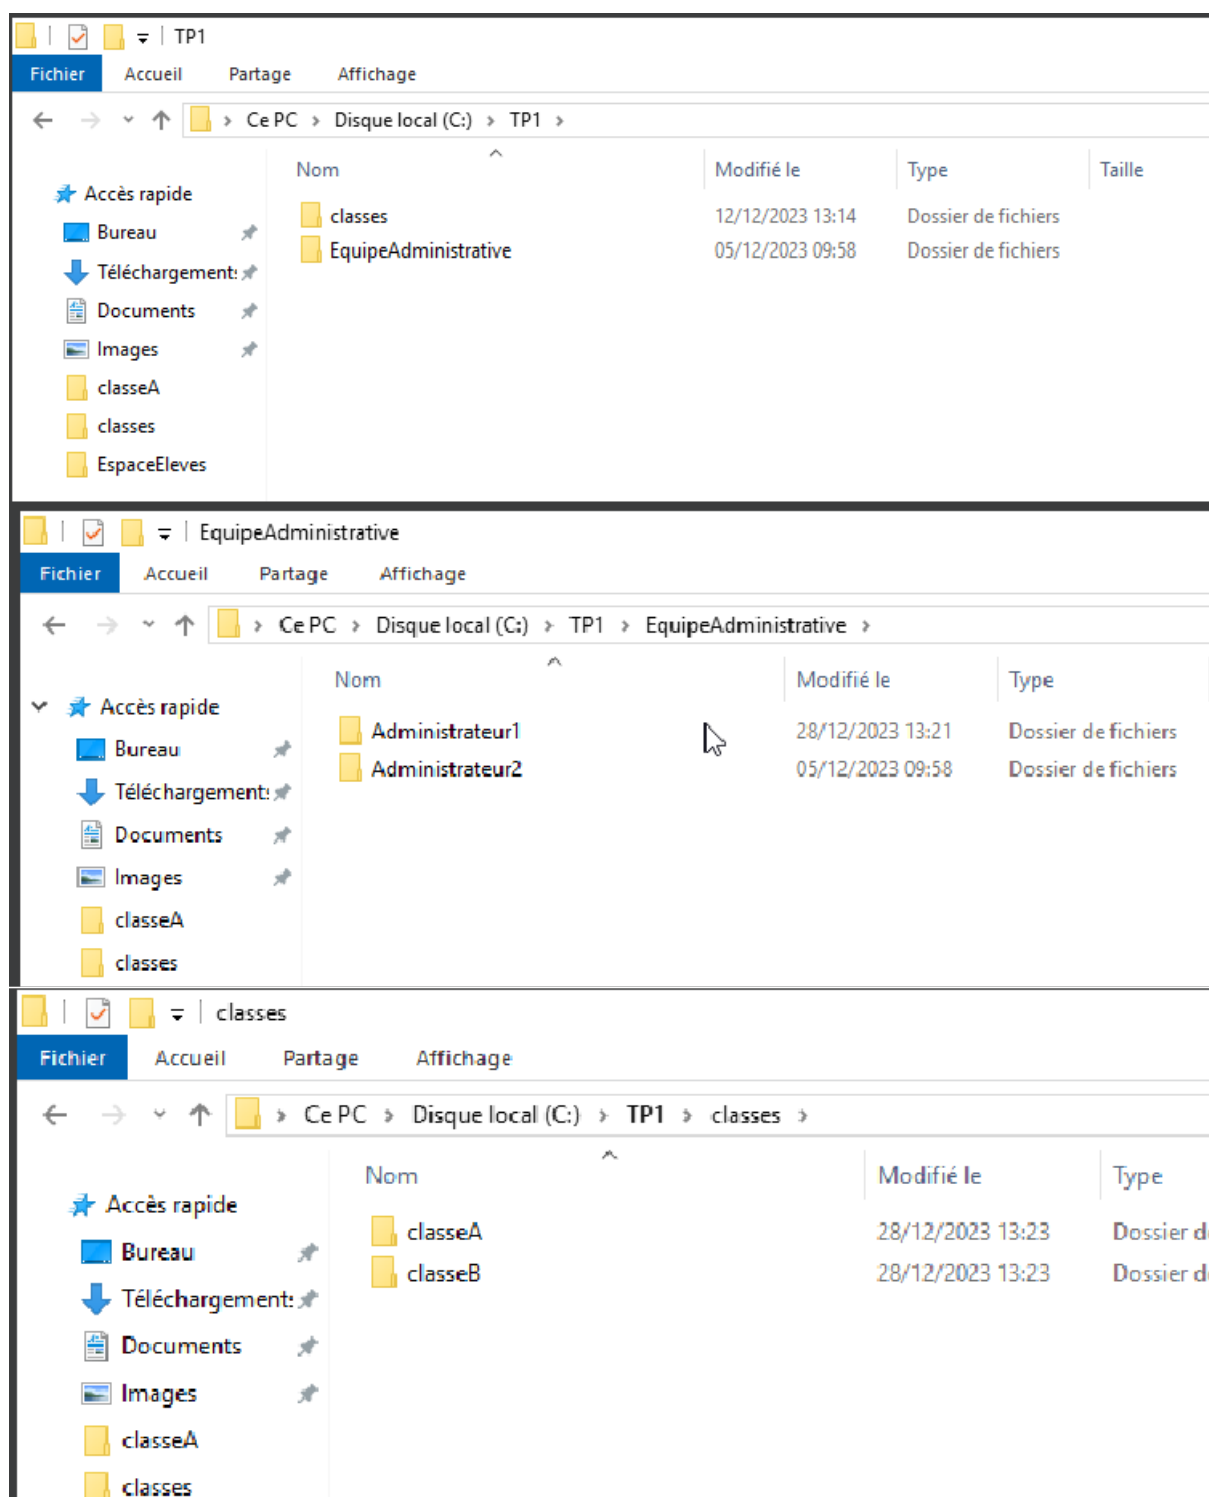 TP1
Fichier Accueil Partage Affichage
Ce PC Disque local (C:) TP1
Nom Modifié le Type Taille
Accès rapide
classes 12/12/2023 13:14 Dossier de fichiers
Bureau
EquipeAdministrative 05/12/2023 09:58 Dossier de fichiers
Téléchargement
Documents
Images
classeA
classes
EspaceEleves
EquipeAdministrative
Fichier Accueil Partage Affichage
Ce PC Disque local (C:) TP1 EquipeAdministrative
Nom Modifié le Type
Accès rapide
Administrateur1 28/12/2023 13:21 Dossier de fichiers
Bureau
Administrateur2 05/12/2023 09:58 Dossier de fichiers
Téléchargement
Documents
Images
classeA
classes
classes
Fichier Accueil Partage Affichage
Ce PC Disque local (C:) TP1 classes
Nom Modifié le Type
Accès rapide
classeA 28/12/2023 13:23 Dossier d
Bureau
classeB 28/12/2023 13:23 Dossier d
Téléchargement
Documents
Images
classeA
classes